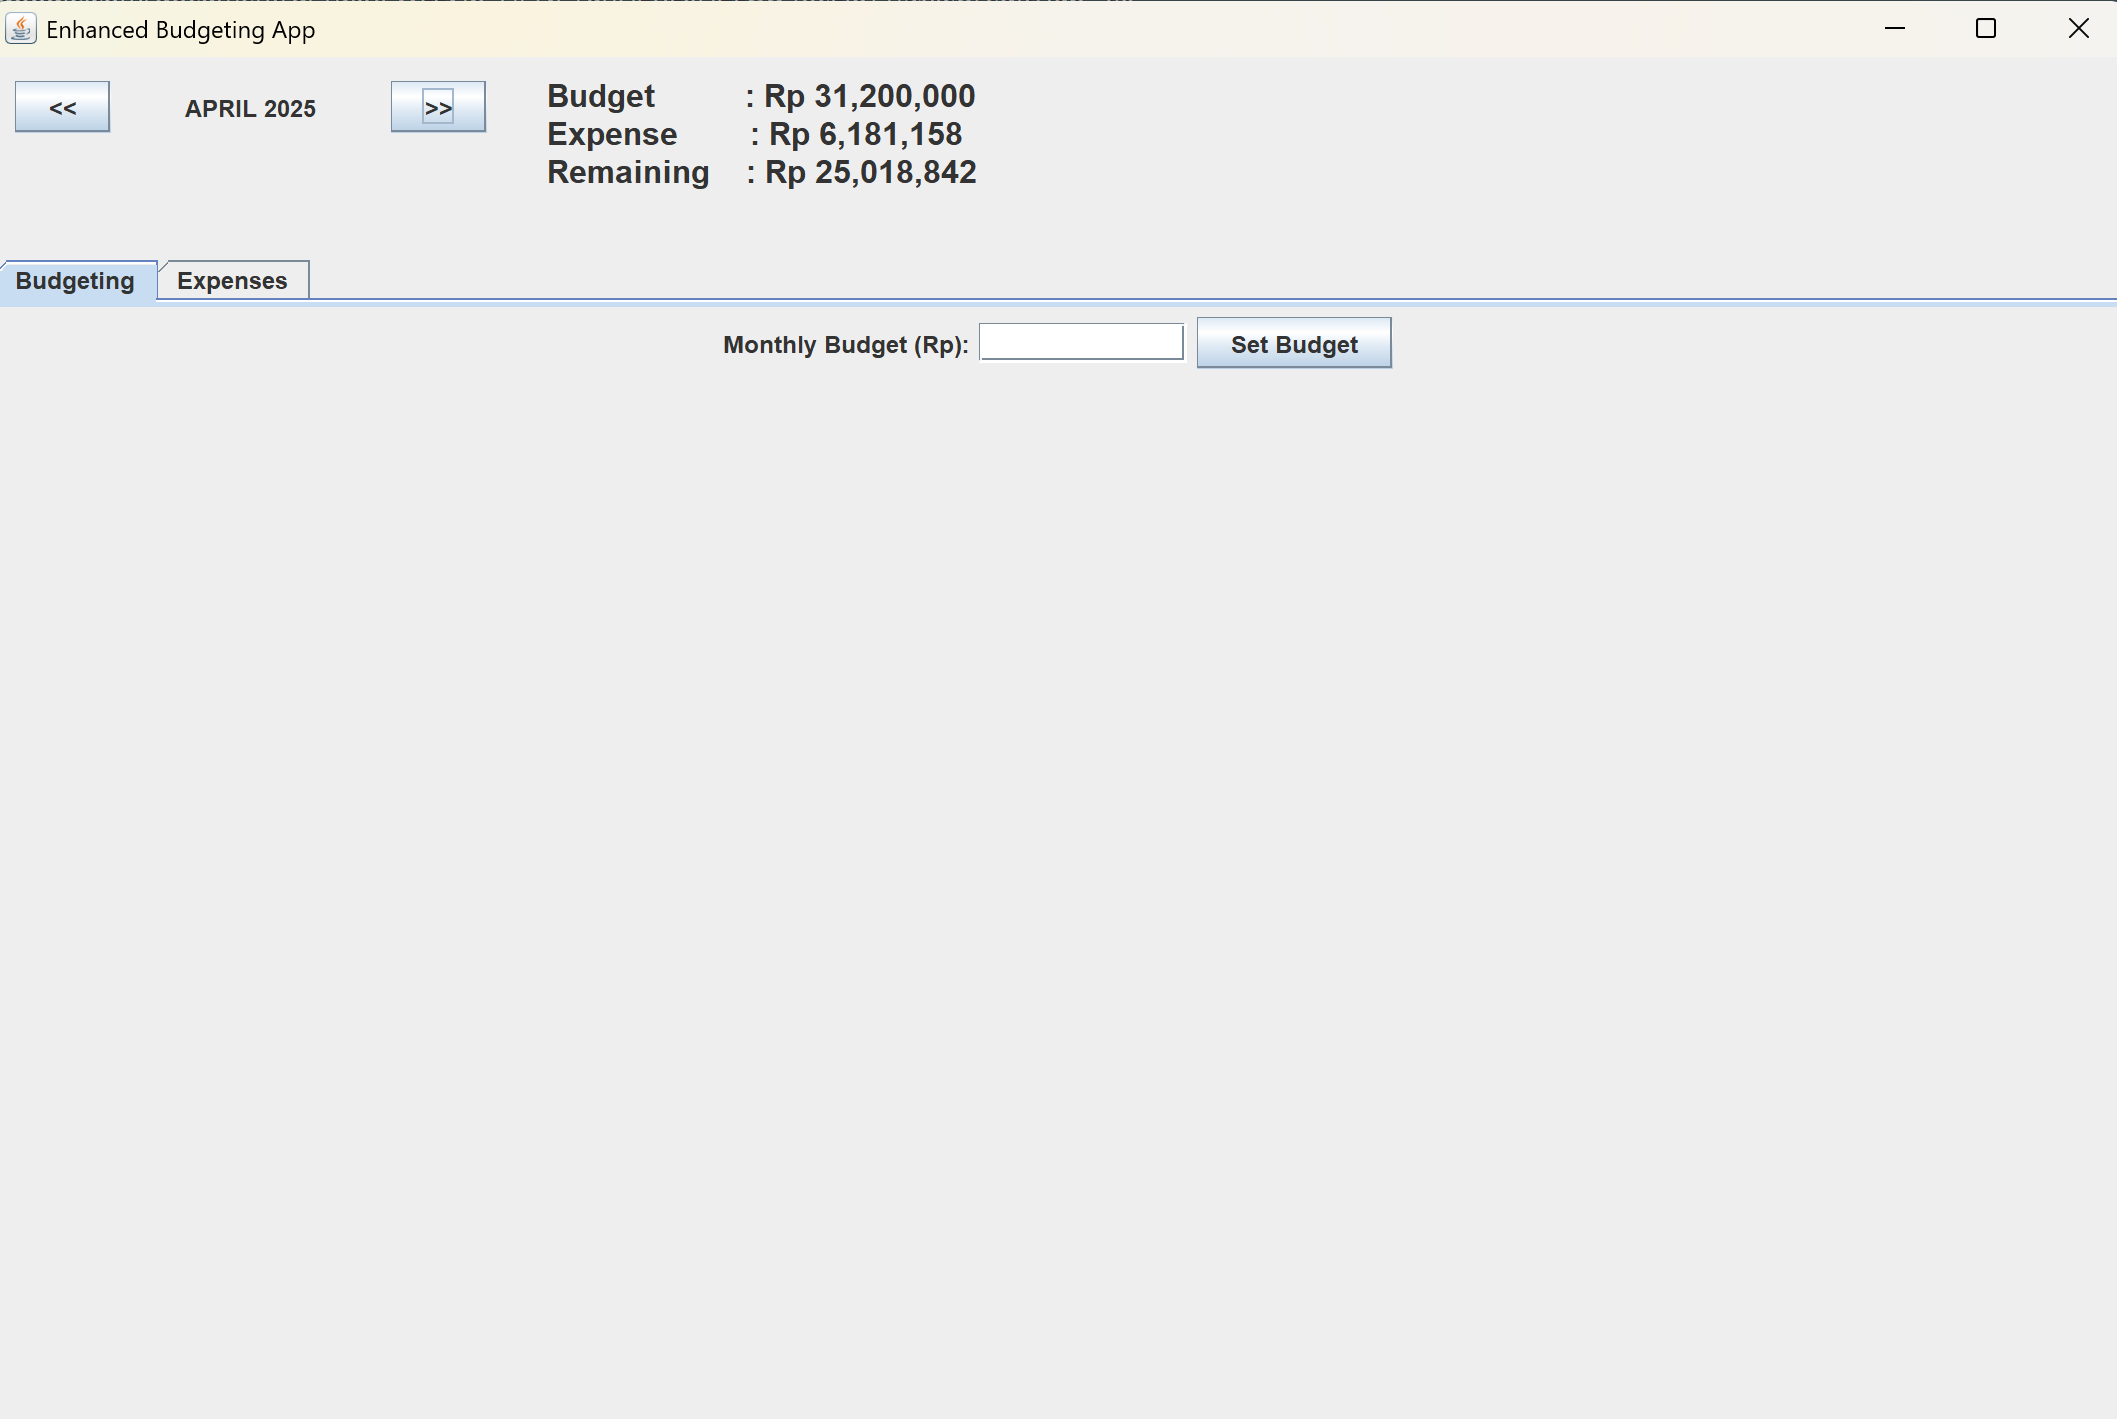 Enhanced Budgeting App
<< APRIL 2025 >>
Budget : Rp 31,200,000
Expense : Rp 6,181,158
Remaining : Rp 25,018,842
Budgeting Expenses
Monthly Budget (Rp): Set Budget